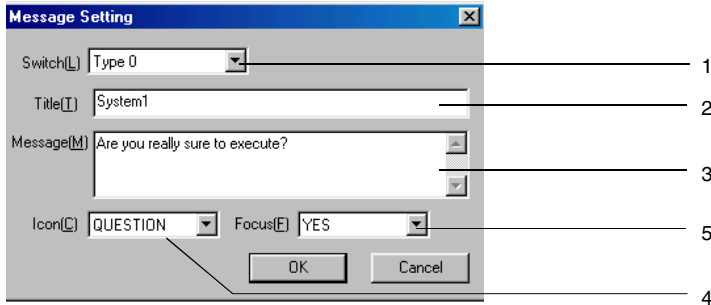 Message Setting
Switch(L) Type 0
1
Title(T) System1
2
Message(M) Are you really sure to execute?
3
Icon(C) QUESTION Focus(F) YES
5
OK Cancel
4